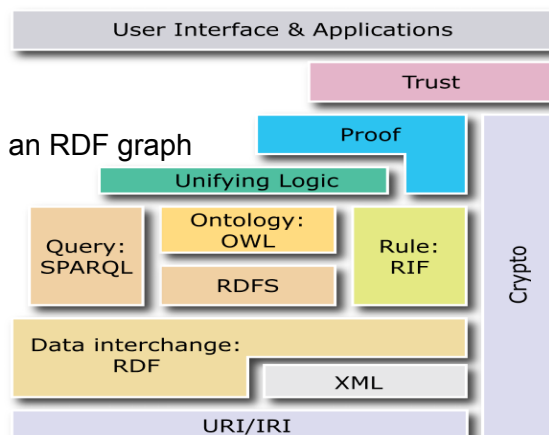 User Interface & Applications
Trust
an RDF graph
Proof
Unifying Logic
Query:
SPARQL
Ontology:
OWL
RDFS
Rule:
RIF
Crypto
Data interchange:
RDF
XML
URI/IRI